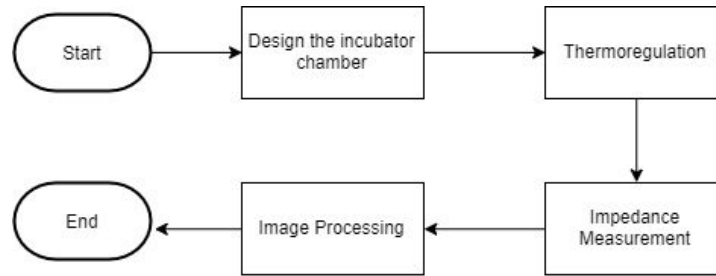 Start
Design the incubator
chamber
Thermoregulation
Impedance
Measurement
Image Processing
End